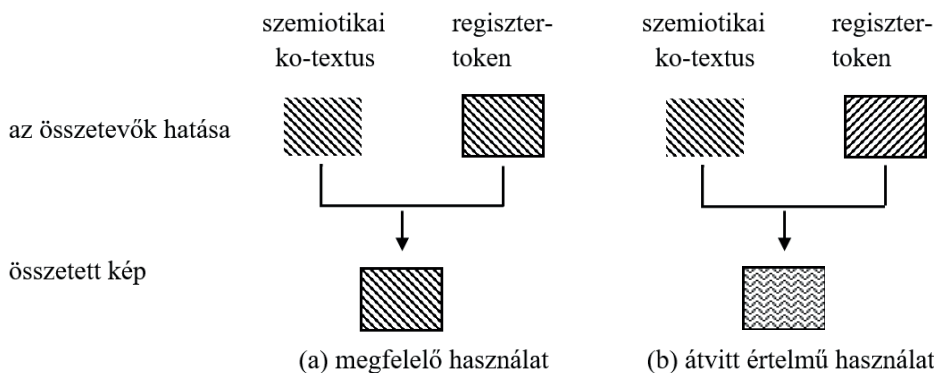 szemiotikai regiszter- szemiotikai regiszter-
ko-textus token ko-textus token
az összetevők hatása
összetett kép
(a) megfelelő használat (b) átvitt értelmű használat